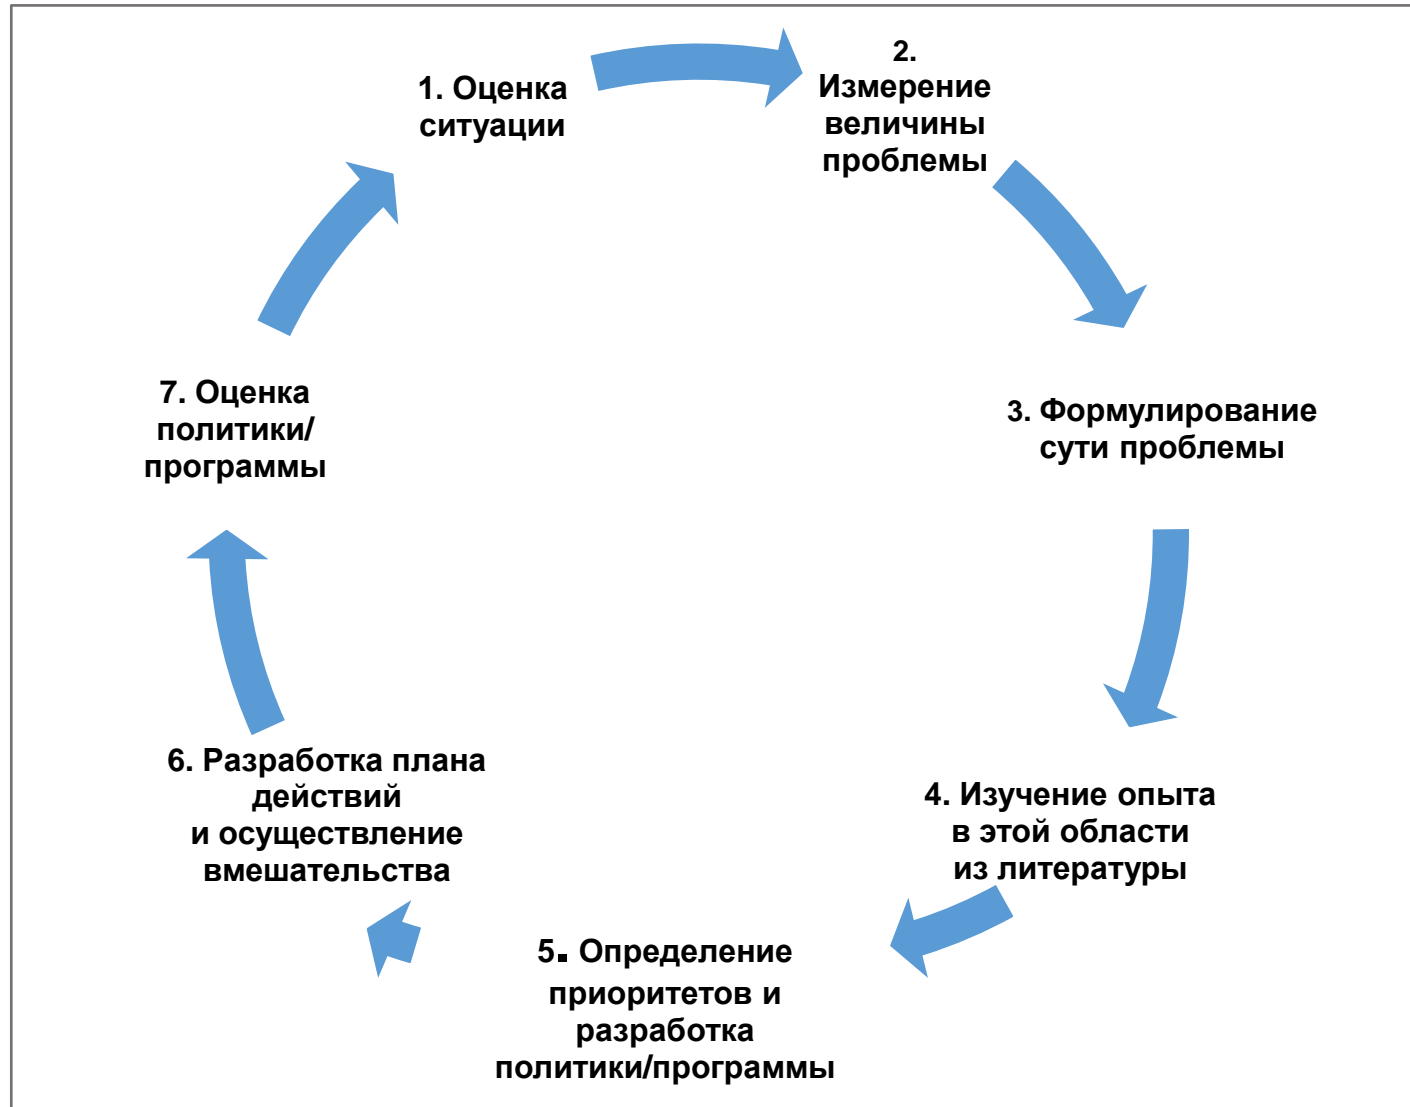 1. Оценка
ситуации
2.
Измерение
величины
проблемы
3. Формулирование
сути проблемы
4. Изучение опыта
в этой области
из литературы
5. Определение
приоритетов и
разработка
политики/программы
6. Разработка плана
действий
и осуществление
вмешательства
7. Оценка
политики/
программы